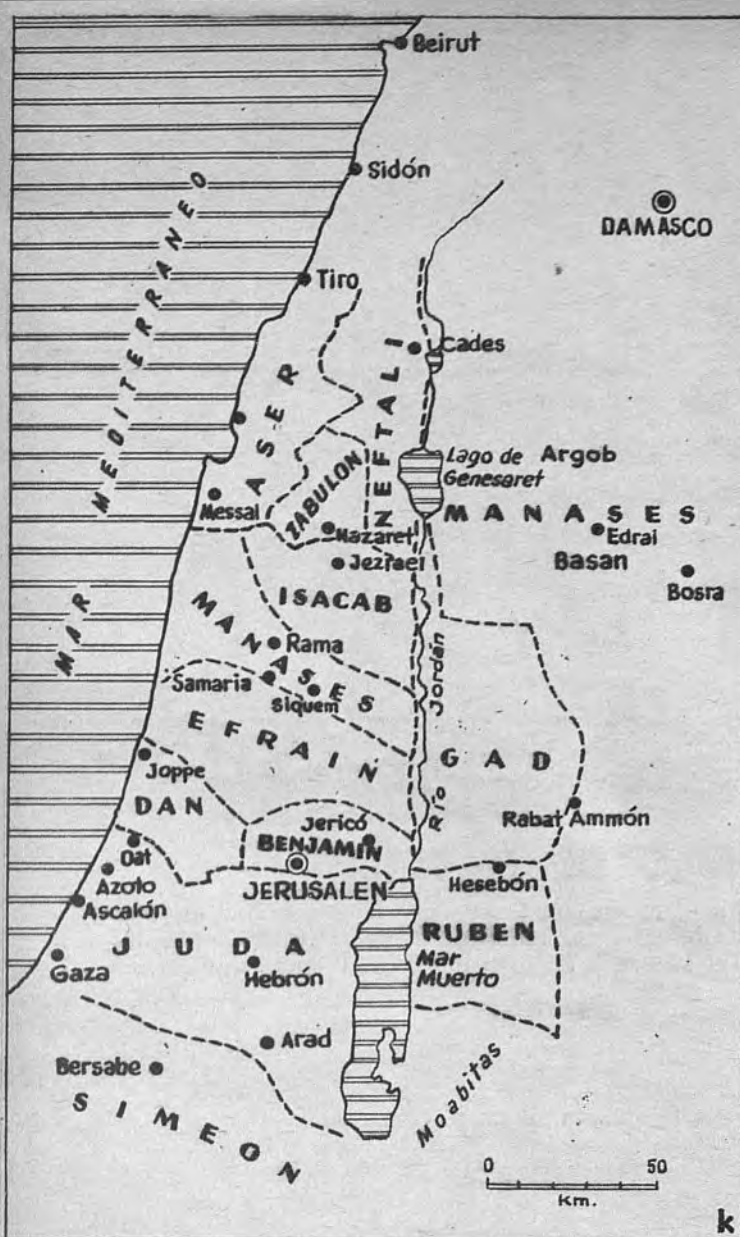 Beirut
Sidón
DAMASCO
MAR MEDITERRANEO
Tiro
Cades
ASER
NEFTALI
ZABULON
Lago de
Genesaret
Argob
Messal
MANASES
Nazaret
Edrai
Jezrael
Basan
Bosra
ISACAB
MANASES
Rama
Samaria
Siquem
EFRAIN
Río Jordán
GAD
Joppe
DAN
Jericó
Rabat Ammón
BENJAMIN
Oat
Azoto
JERUSALEN
Hesebón
Ascalón
JUDA
RUBEN
Gaza
Hebrón
Mar
Muerto
Arad
Bersabe
Moabitas
SIMEON
0 50
Km.
k